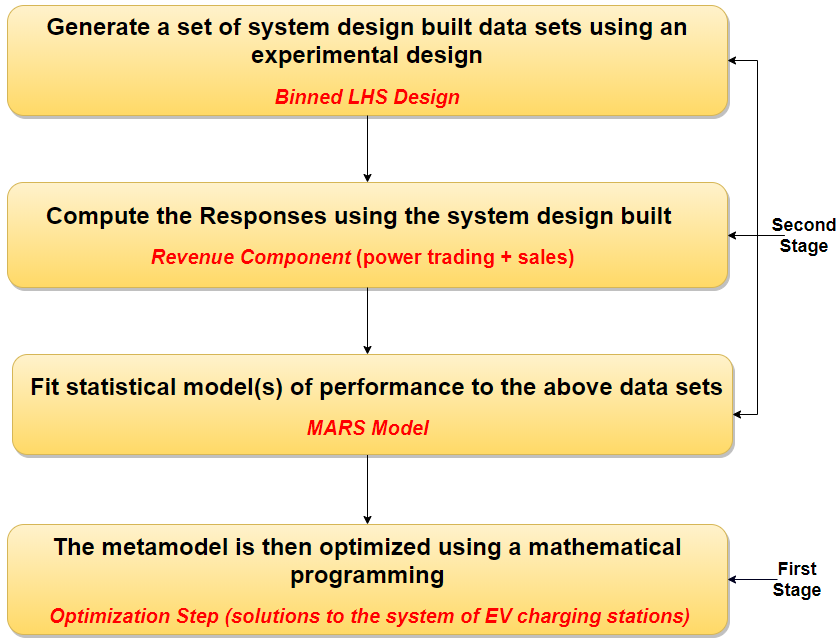 Generate a set of system design built data sets using an
experimental design
Binned LHS Design
Compute the Responses using the system design built
Revenue Component (power trading + sales)
Second
Stage
Fit statistical model(s) of performance to the above data sets
MARS Model
The metamodel is then optimized using a mathematical
programming
Optimization Step (solutions to the system of EV charging stations)
First
Stage